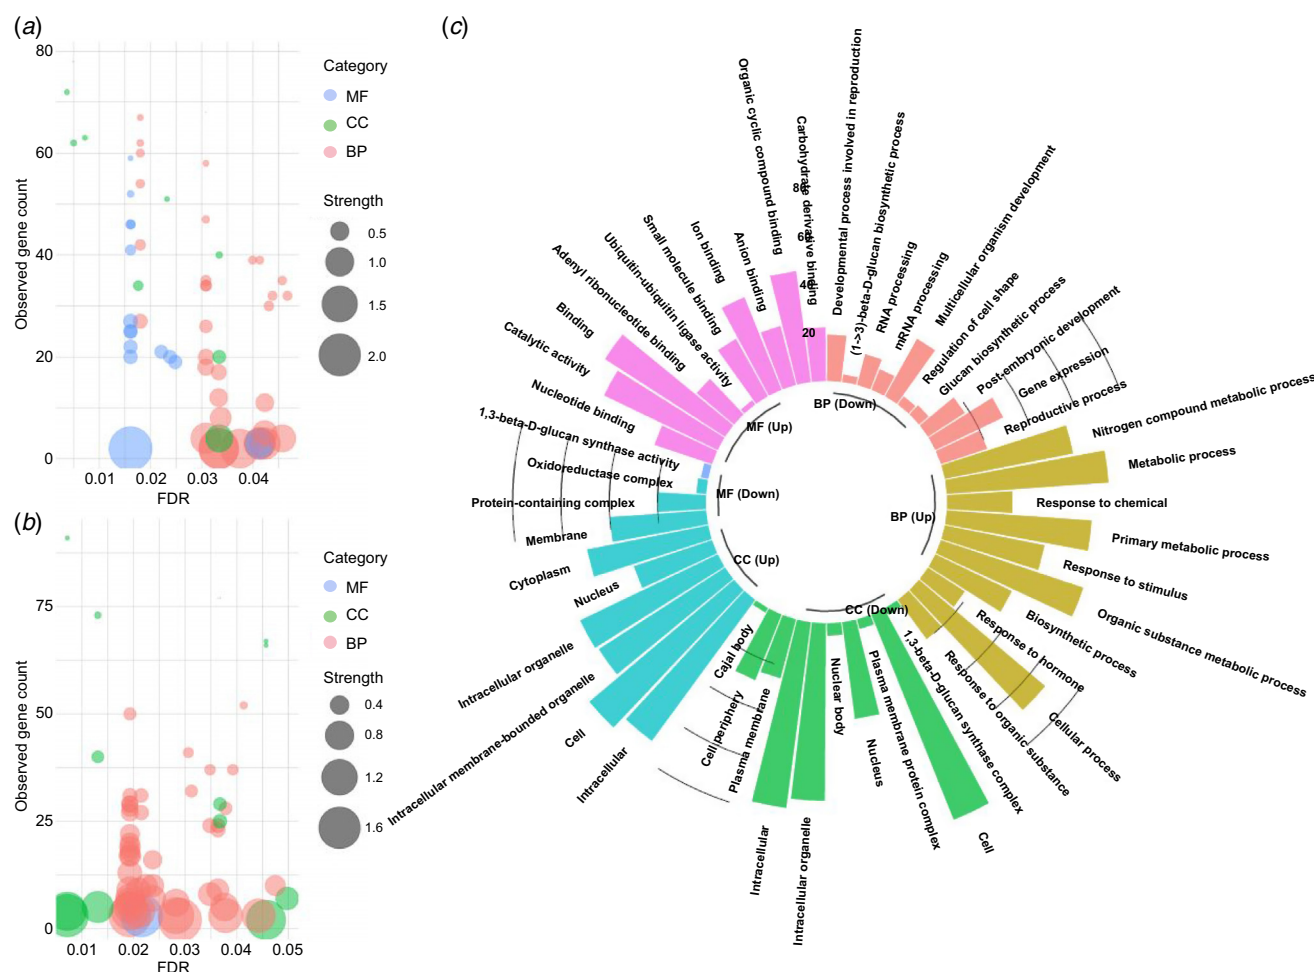 (a)
80
60
40
20
0
0.01
0.02
0.03
0.04
FDR
Observed gene count
Category
MF
CC
BP
Strength
0.5
1.0
1.5
2.0
(b)
75
50
25
0
0.01
0.02
0.03
0.04
0.05
FDR
Observed gene count
Category
MF
CC
BP
Strength
0.4
0.8
1.2
1.6
(c)
80
60
40
20
Developmental process involved in reproduction
(1->3)-beta-D-glucan biosynthetic process
RNA processing
mRNA processing
Multicellular organism development
Regulation of cell shape
Glucan biosynthetic process
Post-embryonic development
Gene expression
Reproductive process
Nitrogen compound metabolic process
Metabolic process
Response to chemical
Primary metabolic process
Response to stimulus
Organic substance metabolic process
Biosynthetic process
Response to hormone
Cellular process
Response to organic substance
1,3-beta-D-glucan synthase complex
Cell
Plasma membrane protein complex
Nucleus
Nuclear body
Intracellular organelle
Intracellular
Plasma membrane
Cell periphery
Cajal body
Intracellular
Cell
Intracellular membrane-bounded organelle
Intracellular organelle
Nucleus
Cytoplasm
Membrane
Protein-containing complex
Oxidoreductase complex
1,3-beta-D-glucan synthase activity
Nucleotide binding
Catalytic activity
Binding
Adenyl ribonucleotide binding
Ubiquitin-ubiquitin ligase activity
Small molecule binding
Ion binding
Anion binding
Organic cyclic compound binding
Carbohydrate derivative binding
BP (Down)
MF (Up)
MF (Down)
BP (Up)
CC (Up)
CC (Down)